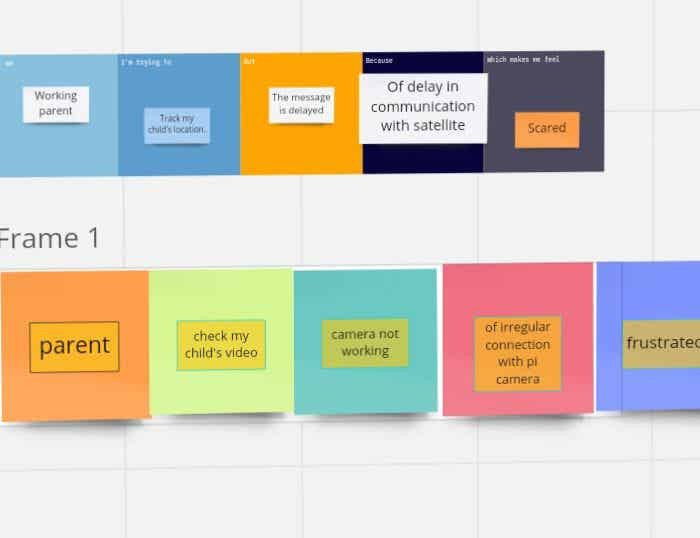 I'm trying to
But
Because
which makes me feel
Working
parent
Track my
child's location.
The message
is delayed
Of delay in
communication
with satellite
Scared
Frame 1
parent
check my
child's video
camera not
working
of irregular
connection
with pi
camera
frustrated